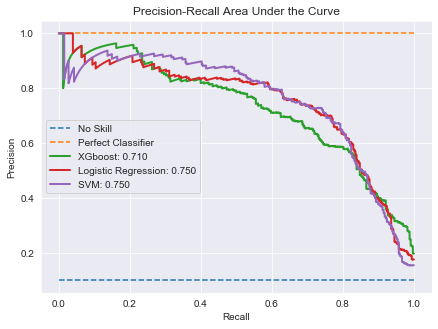 Precision-Recall Area Under the Curve
Precision
1.0
0.8
0.6
0.4
0.2
No Skill
Perfect Classifier
XGboost: 0.710
Logistic Regression: 0.750
SVM: 0.750
0.0 0.2 0.4 0.6 0.8 1.0
Recall